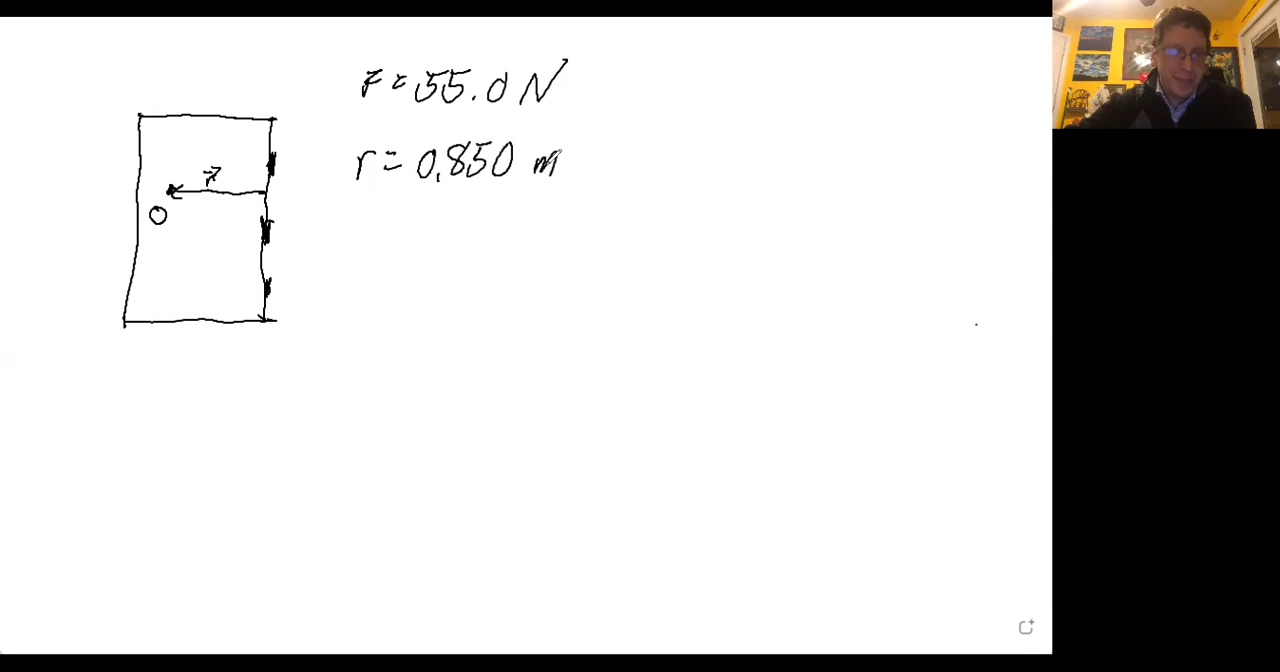 F = 55.0 N
r = 0.850 m
r⃗